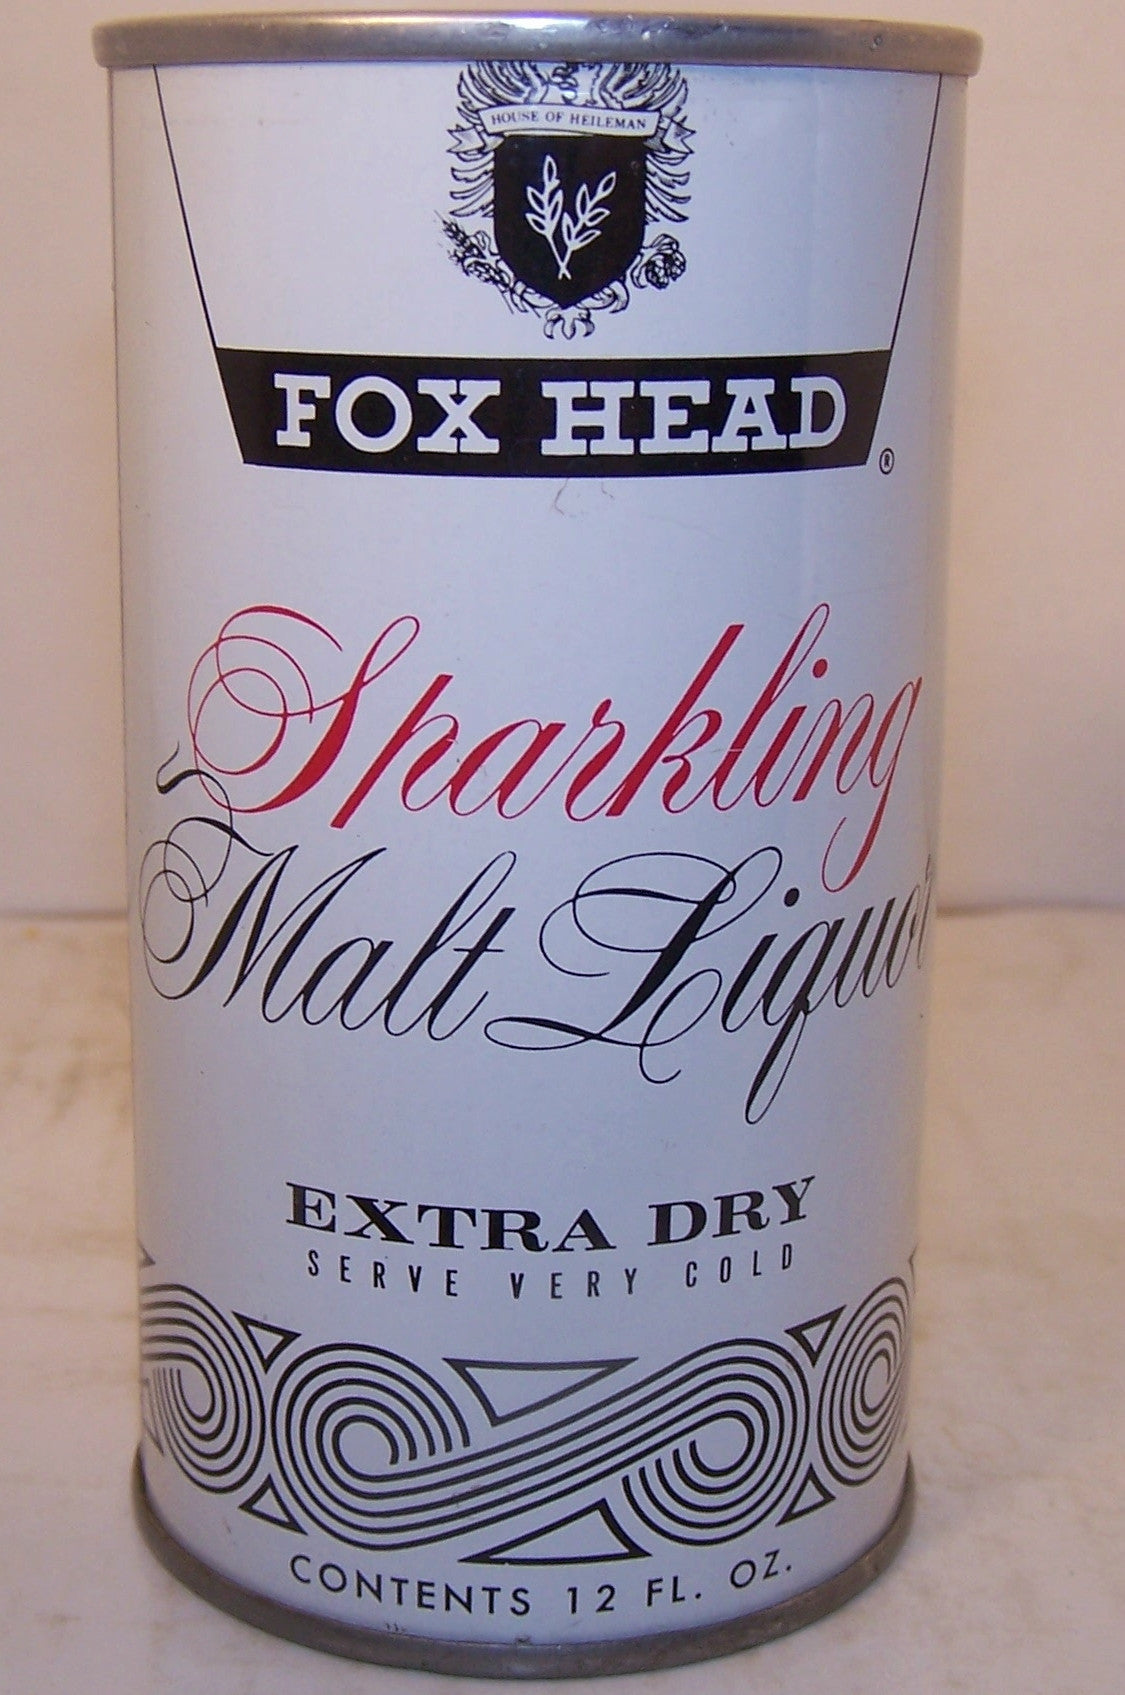 HOUSE OF HEILEMAN
FOX HEAD ®
Sparkling
Malt Liquor
EXTRA DRY
SERVE VERY COLD
CONTENTS 12 FL. OZ.